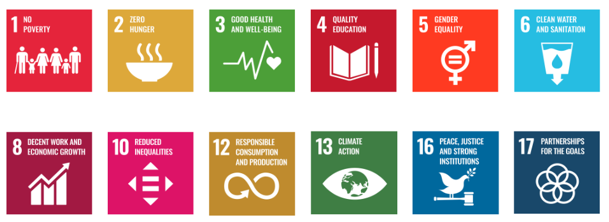 1 NO
POVERTY
2 ZERO
HUNGER
3 GOOD HEALTH
AND WELL-BEING
4 QUALITY
EDUCATION
5 GENDER
EQUALITY
6 CLEAN WATER
AND SANITATION
8 DECENT WORK AND
ECONOMIC GROWTH
10 REDUCED
INEQUALITIES
12 RESPONSIBLE
CONSUMPTION
AND PRODUCTION
13 CLIMATE
ACTION
16 PEACE, JUSTICE
AND STRONG
INSTITUTIONS
17 PARTNERSHIPS
FOR THE GOALS